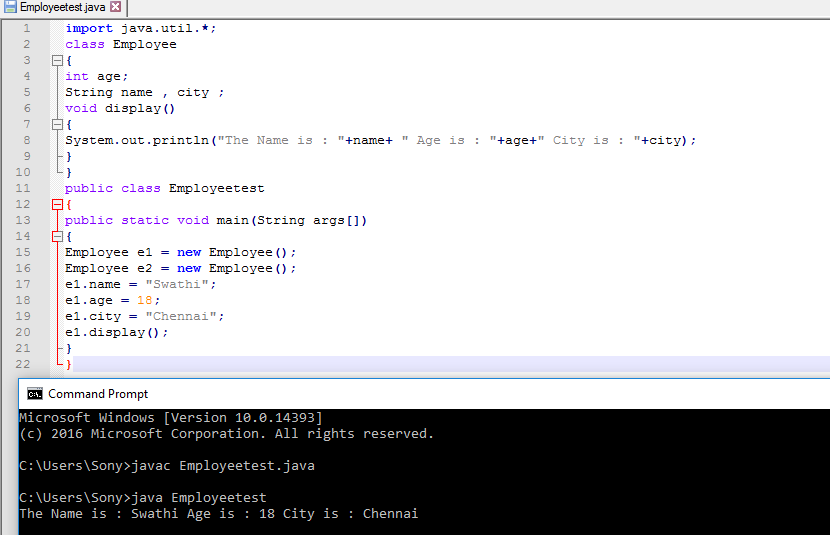 Employeetest.java
1 import java.util.*;
2 class Employee
3 {
4 int age;
5 String name , city ;
6 void display()
7 {
8 System.out.println("The Name is : "+name+ " Age is : "+age+" City is : "+city);
9 }
10 }
11 public class Employeetest
12 {
13 public static void main(String args[])
14 {
15 Employee e1 = new Employee();
16 Employee e2 = new Employee();
17 e1.name = "Swathi";
18 e1.age = 18;
19 e1.city = "Chennai";
20 e1.display();
21 }
22 }
C:\. Command Prompt
Microsoft Windows [Version 10.0.14393]
(c) 2016 Microsoft Corporation. All rights reserved.
C:\Users\Sony>javac Employeetest.java
C:\Users\Sony>java Employeetest
The Name is : Swathi Age is : 18 City is : Chennai